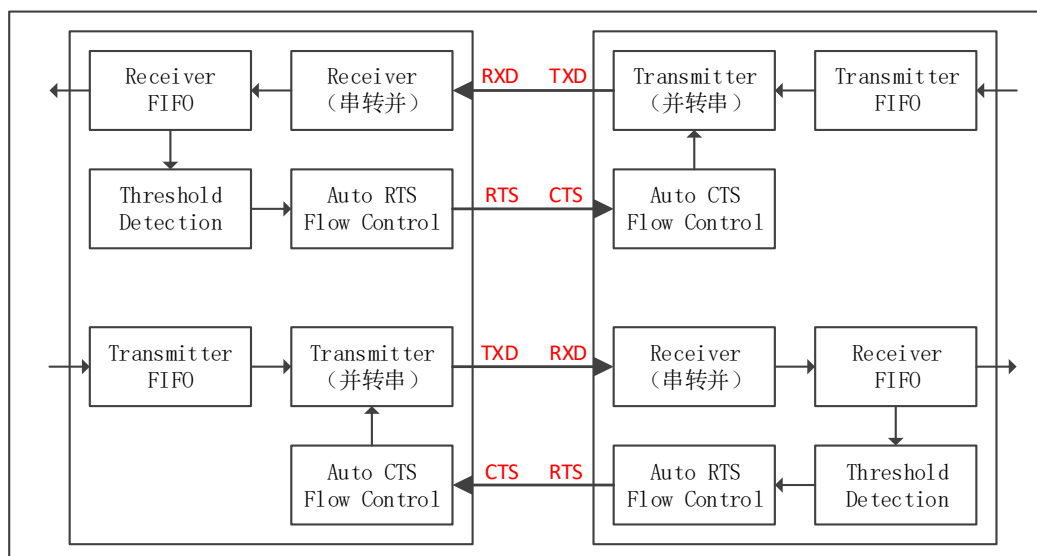 Receiver
FIFO
Receiver
（串转并）
RXD
TXD
Transmitter
（并转串）
Transmitter
FIFO
Threshold
Detection
Auto RTS
Flow Control
RTS
CTS
Auto CTS
Flow Control
Transmitter
FIFO
Transmitter
（并转串）
TXD
RXD
Receiver
（串转并）
Receiver
FIFO
Auto CTS
Flow Control
CTS
RTS
Auto RTS
Flow Control
Threshold
Detection